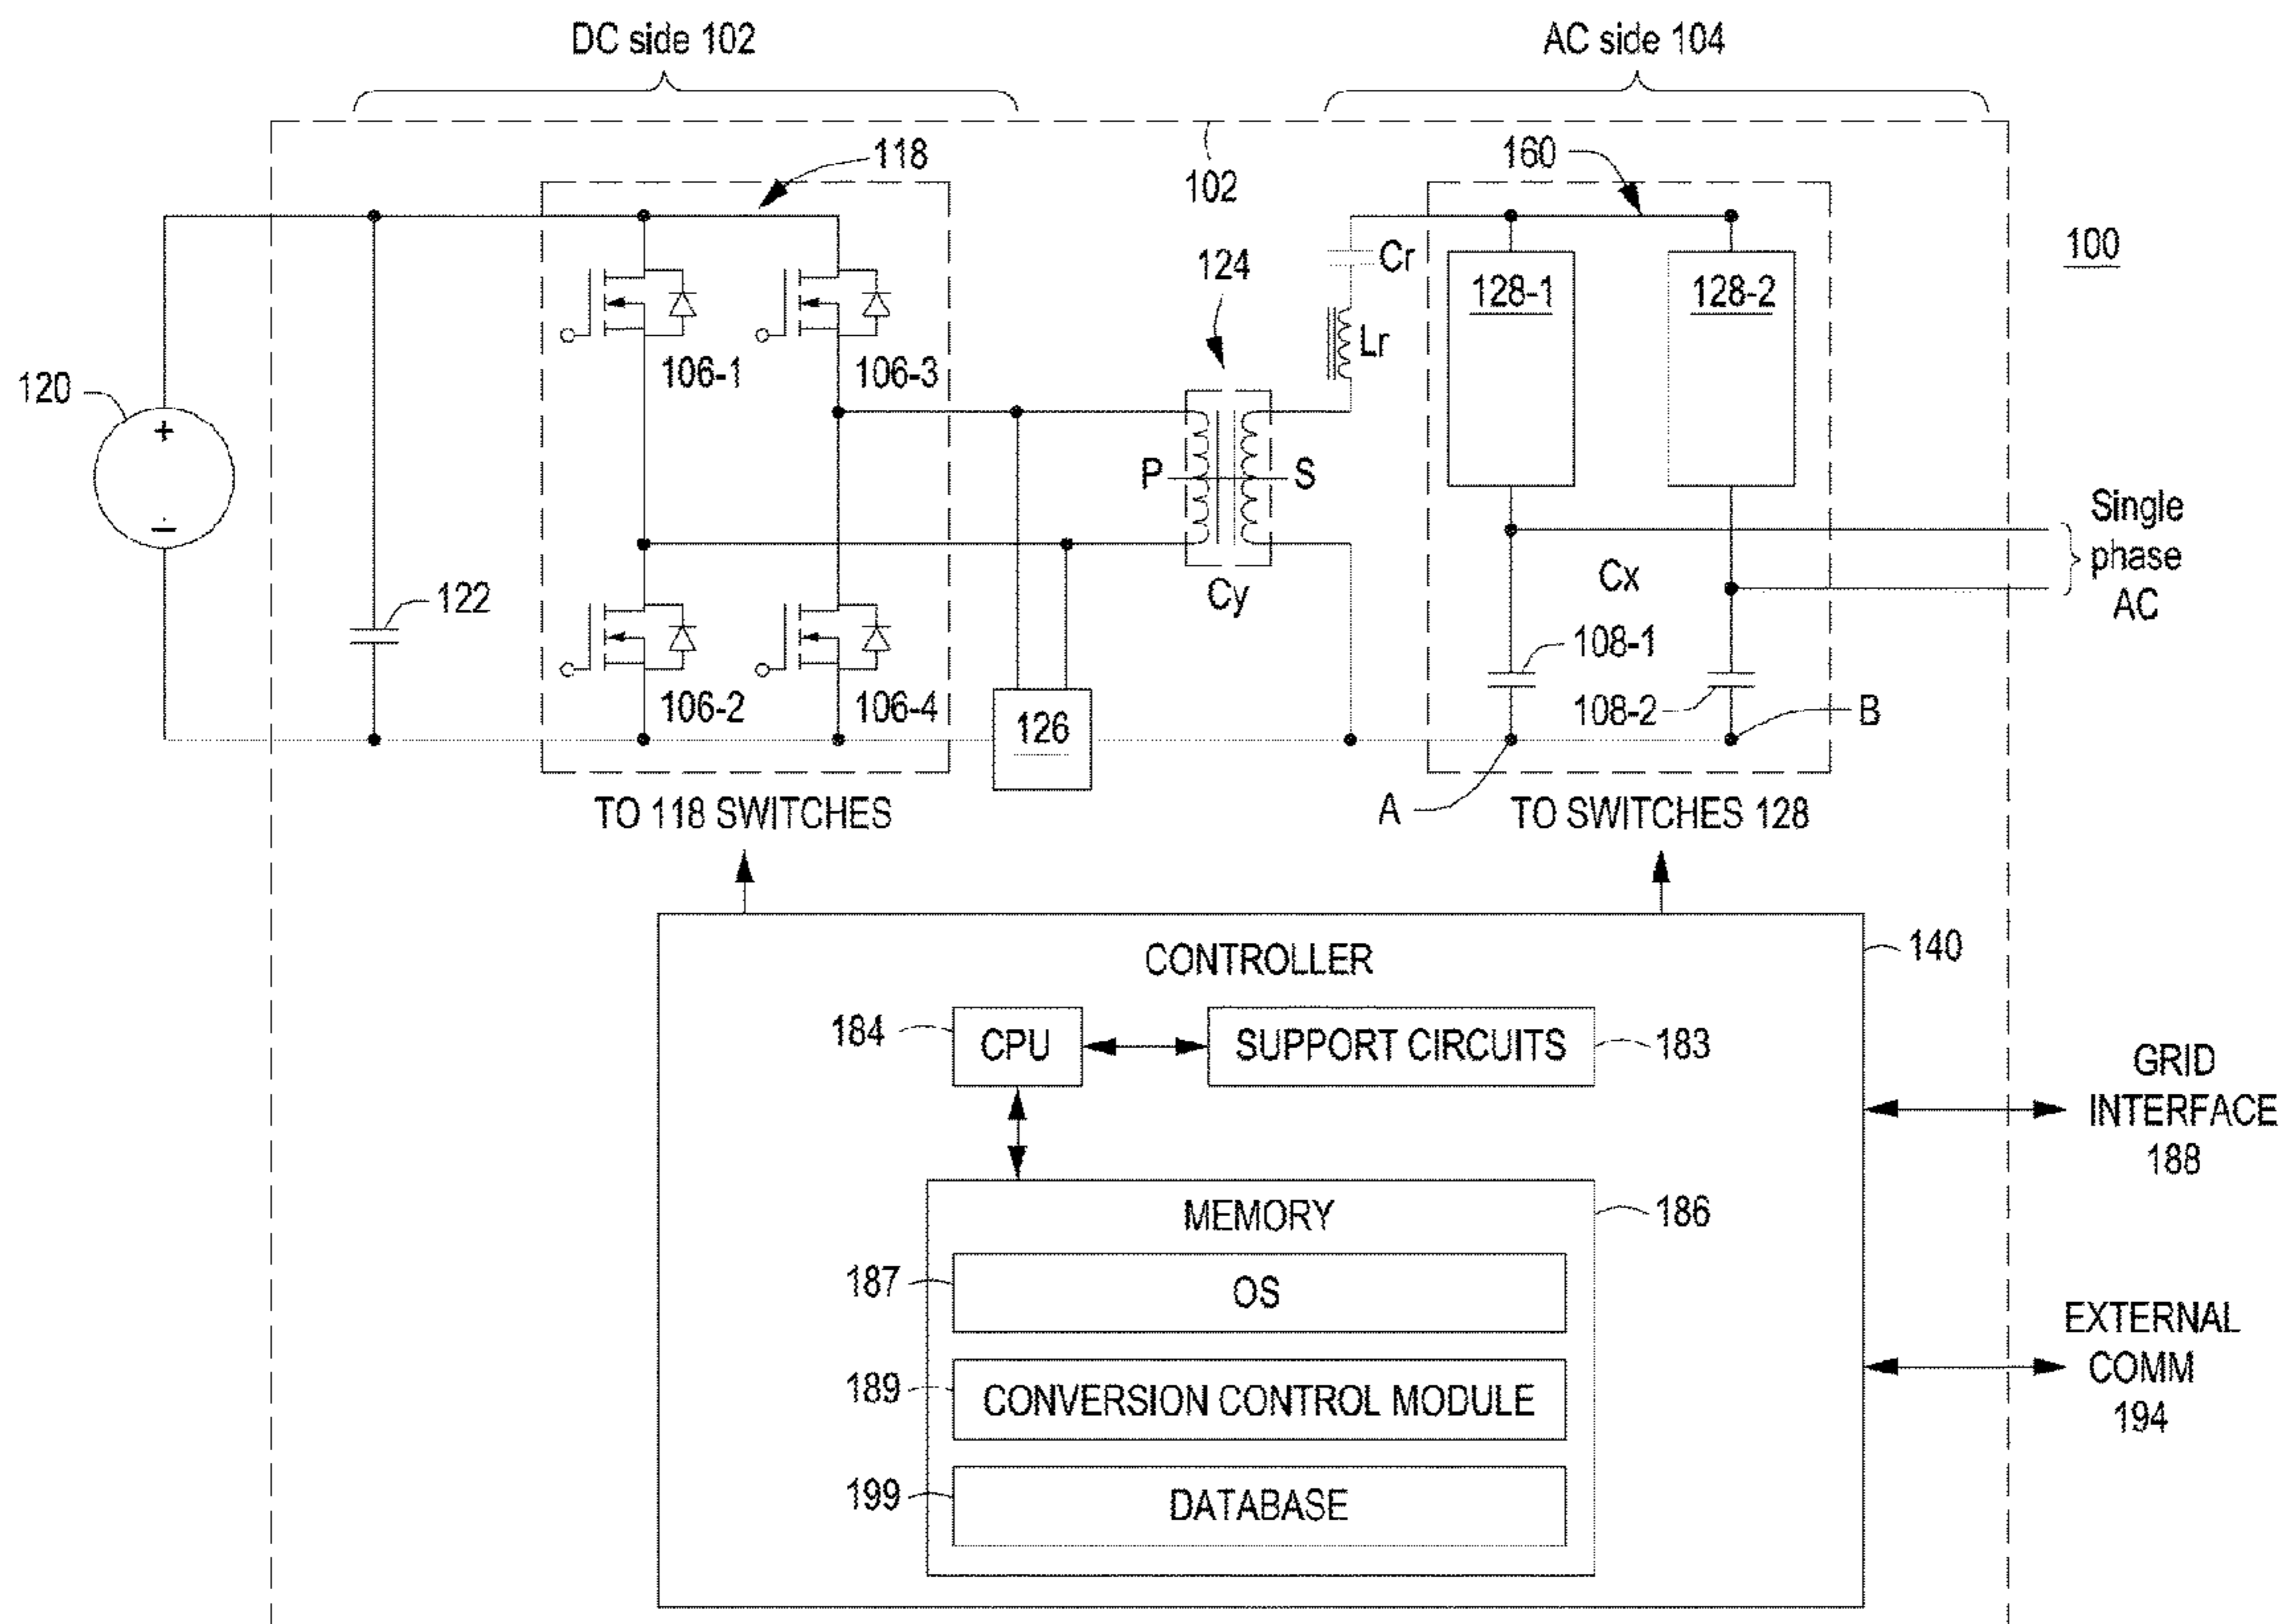 DC side 102
AC side 104
118
102
160
100
124
Cr
128-1
128-2
Lr
106-1
106-3
120
+
−
P
S
Single
phase
AC
Cx
Cy
122
108-1
106-2
106-4
126
108-2
B
A
TO 118 SWITCHES
TO SWITCHES 128
CONTROLLER
140
184
CPU
SUPPORT CIRCUITS
183
GRID
INTERFACE
188
MEMORY
186
187
OS
EXTERNAL
COMM
194
189
CONVERSION CONTROL MODULE
199
DATABASE